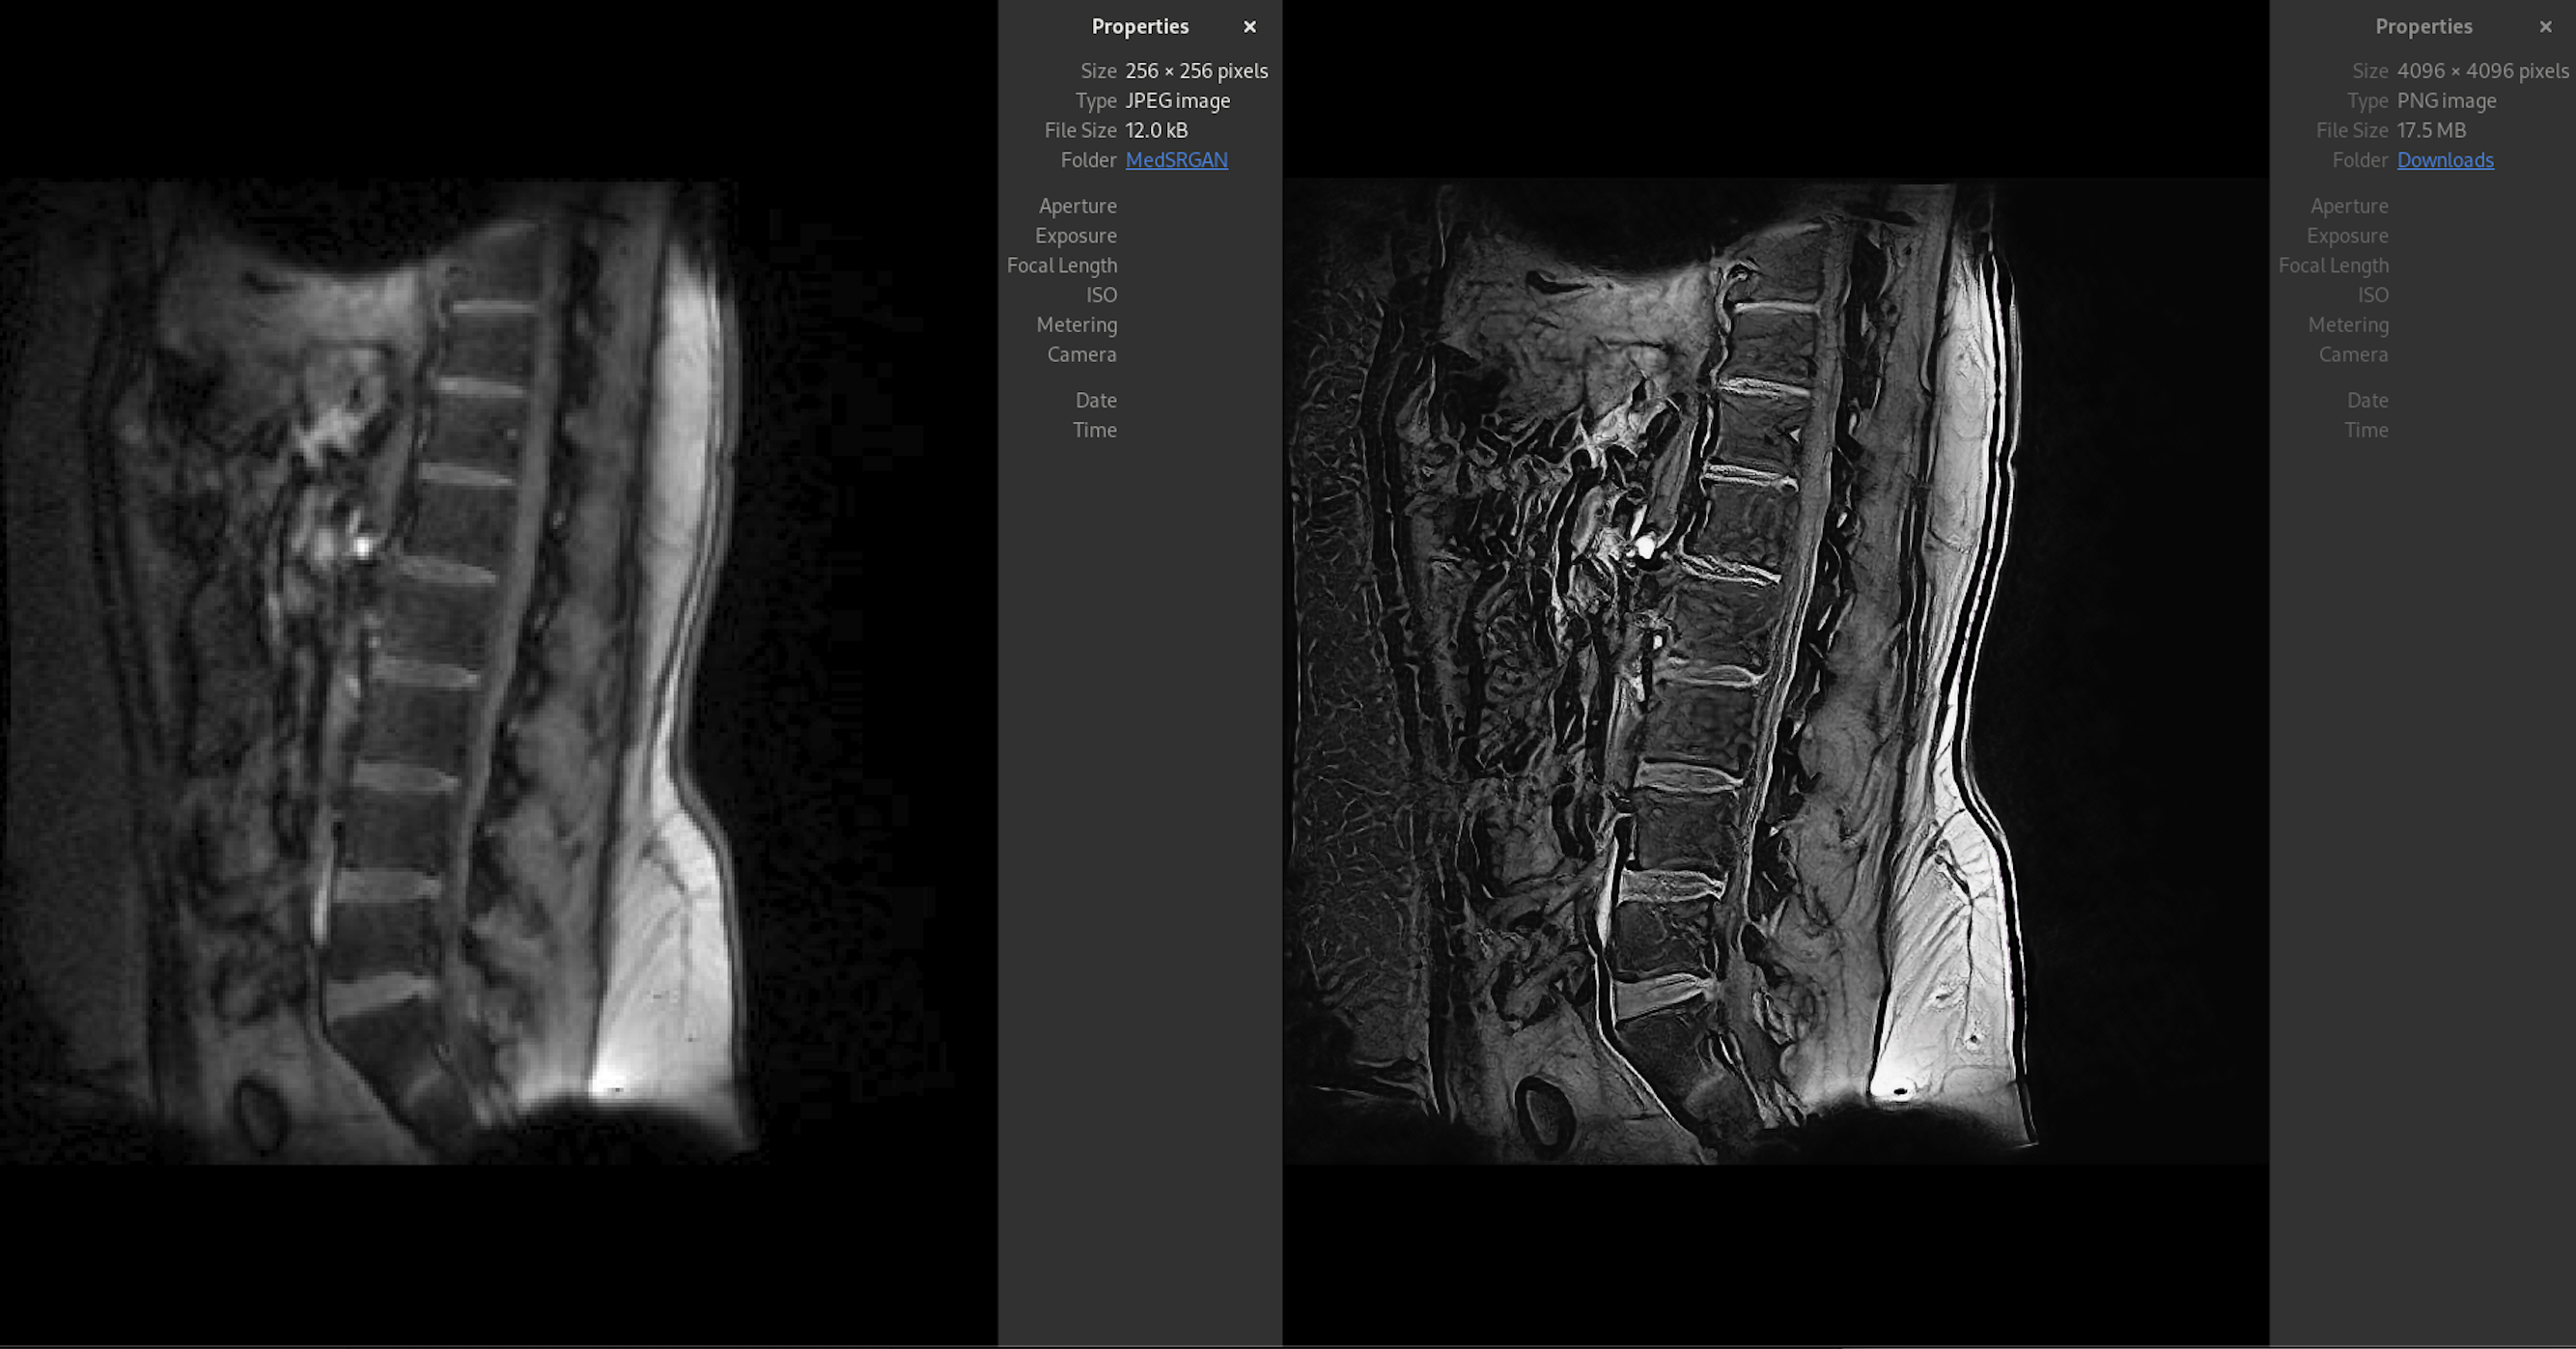 Properties ×
Size 256 × 256 pixels
Type JPEG image
File Size 12.0 kB
Folder MedSRGAN
Aperture
Exposure
Focal Length
ISO
Metering
Camera
Date
Time
Properties ×
Size 4096 × 4096 pixels
Type PNG image
File Size 17.5 MB
Folder Downloads
Aperture
Exposure
Focal Length
ISO
Metering
Camera
Date
Time